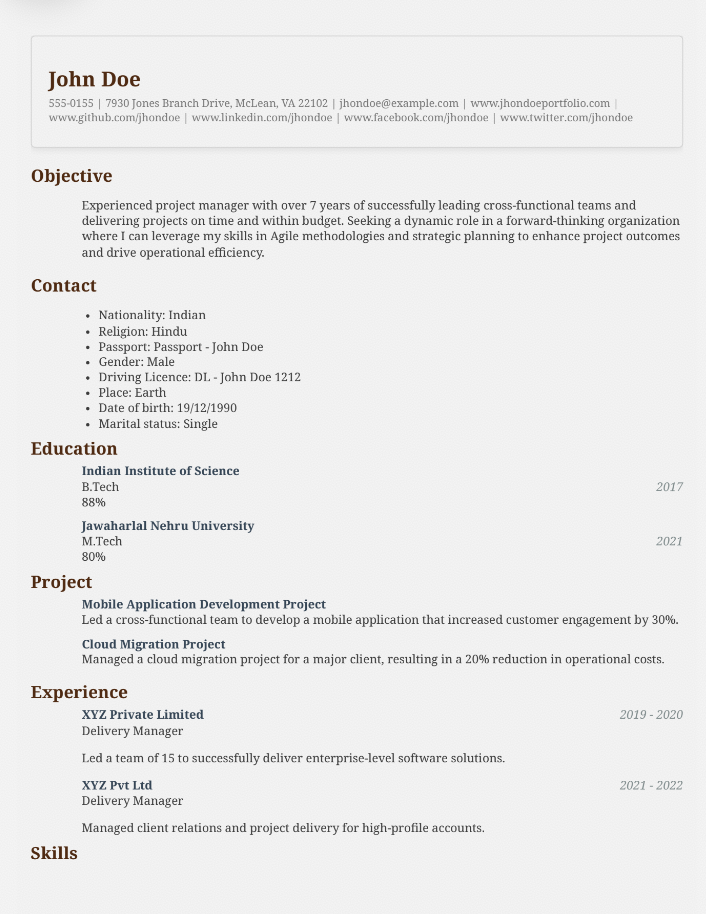 John Doe
555-0155 | 7930 Jones Branch Drive, McLean, VA 22102 | jhondoe@example.com | www.jhondoeportfolio.com |
www.github.com/jhondoe | www.linkedin.com/jhondoe | www.facebook.com/jhondoe | www.twitter.com/jhondoe
Objective
Experienced project manager with over 7 years of successfully leading cross-functional teams and
delivering projects on time and within budget. Seeking a dynamic role in a forward-thinking organization
where I can leverage my skills in Agile methodologies and strategic planning to enhance project outcomes
and drive operational efficiency.
Contact
• Nationality: Indian
• Religion: Hindu
• Passport: Passport - John Doe
• Gender: Male
• Driving Licence: DL - John Doe 1212
• Place: Earth
• Date of birth: 19/12/1990
• Marital status: Single
Education
Indian Institute of Science
B.Tech 2017
88%
Jawaharlal Nehru University
M.Tech 2021
80%
Project
Mobile Application Development Project
Led a cross-functional team to develop a mobile application that increased customer engagement by 30%.
Cloud Migration Project
Managed a cloud migration project for a major client, resulting in a 20% reduction in operational costs.
Experience
XYZ Private Limited 2019 - 2020
Delivery Manager
Led a team of 15 to successfully deliver enterprise-level software solutions.
XYZ Pvt Ltd 2021 - 2022
Delivery Manager
Managed client relations and project delivery for high-profile accounts.
Skills